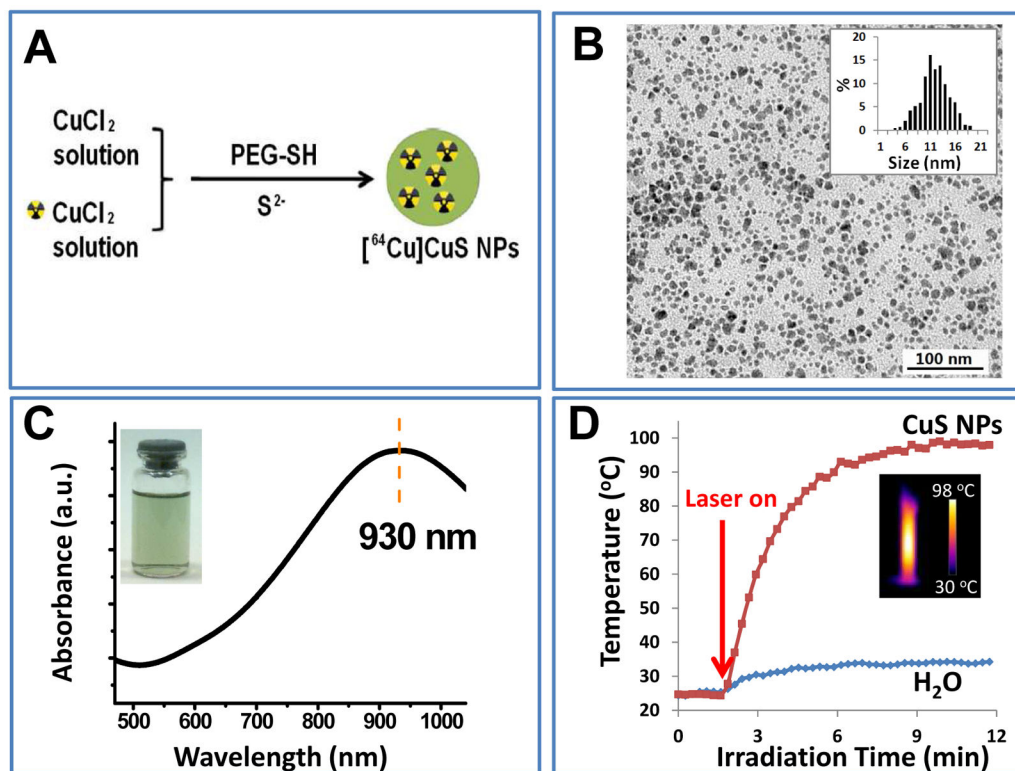 A
CuCl₂
solution
CuCl₂
solution
PEG-SH
S²⁻
[⁶⁴Cu]CuS NPs
B
20
15
10
5
0
%
1 6 11 16 21
Size (nm)
100 nm
C
Absorbance (a.u.)
930 nm
500 600 700 800 900 1000
Wavelength (nm)
D
CuS NPs
100
90
80
70
60
50
40
30
20
Temperature (°C)
Laser on
98 °C
30 °C
H₂O
0 3 6 9 12
Irradiation Time (min)